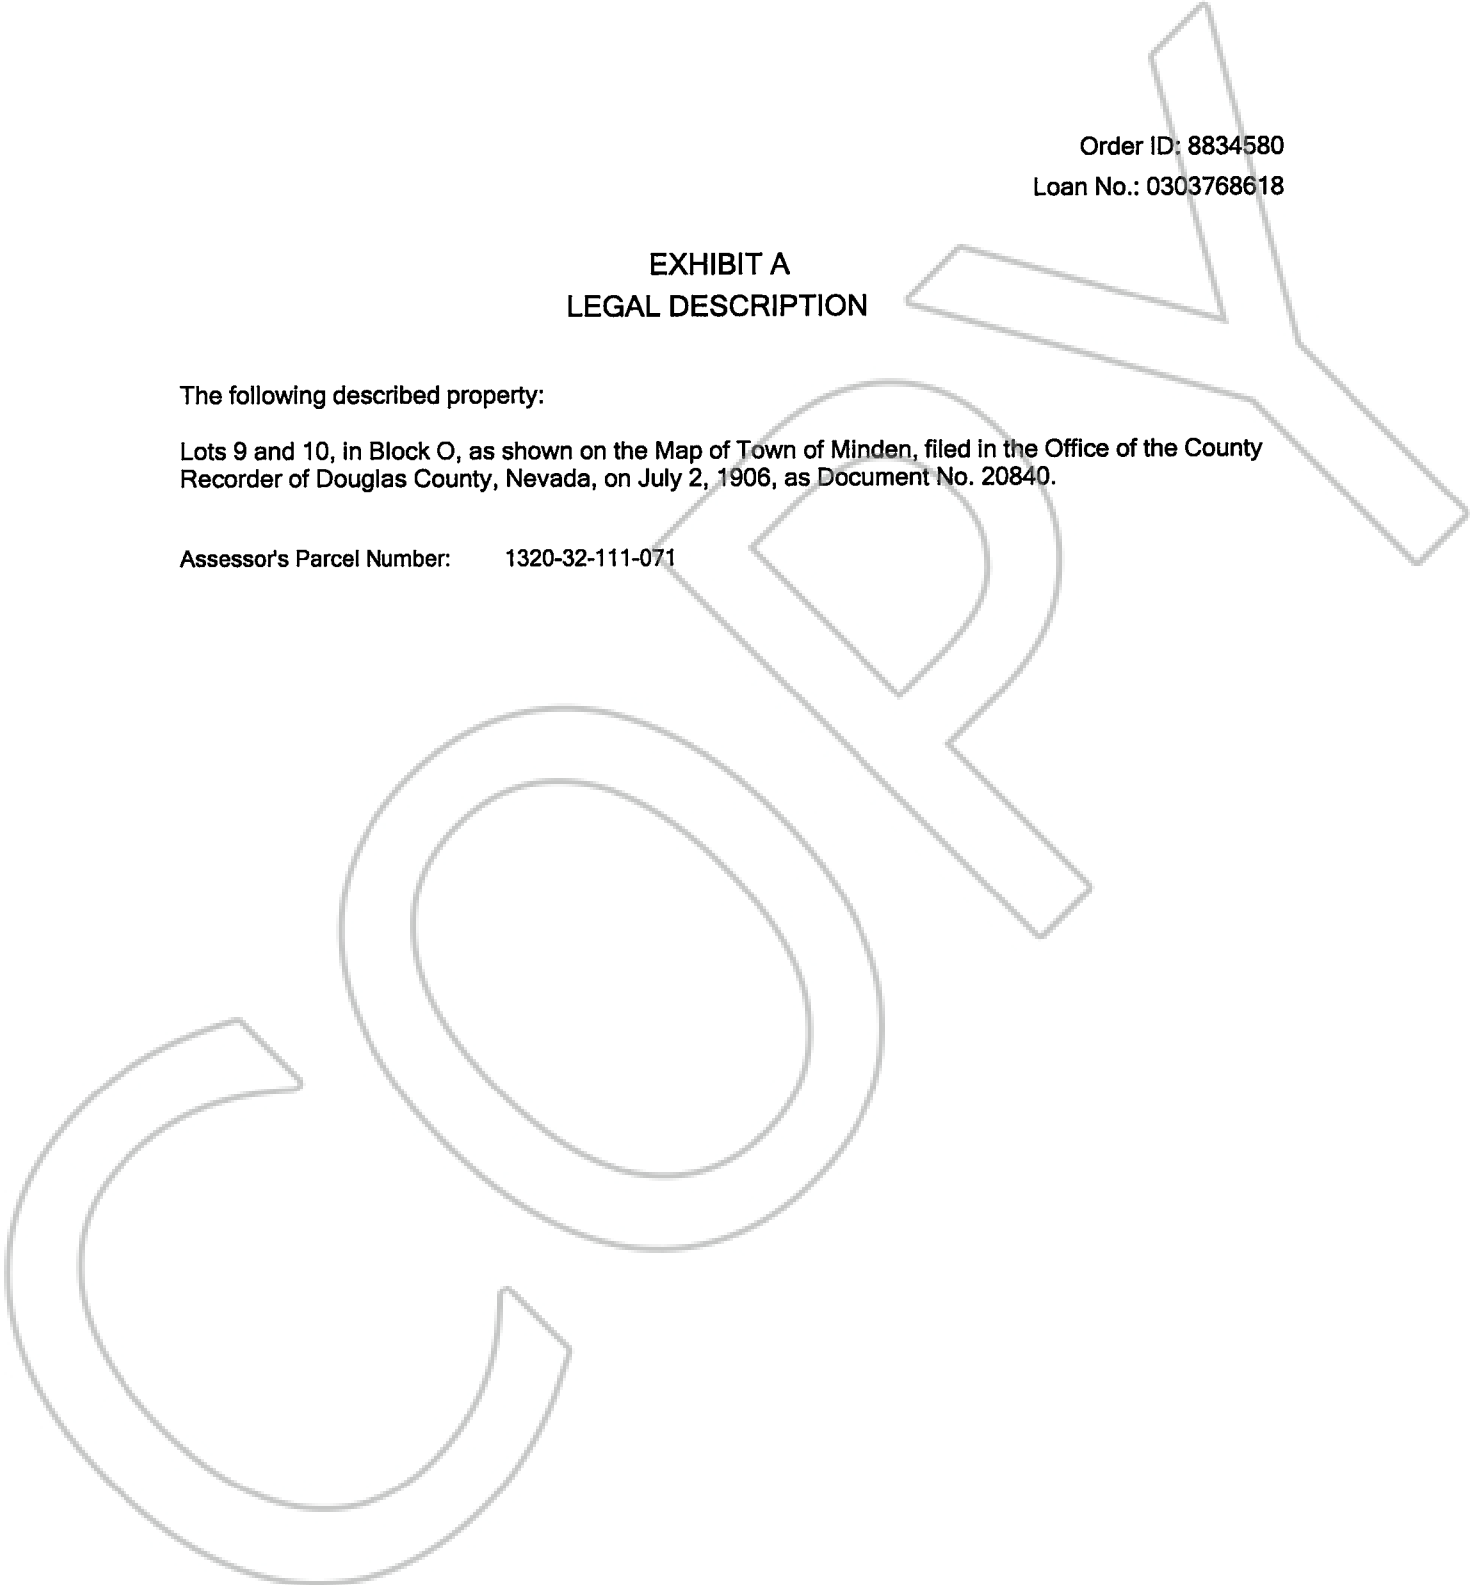 Order ID: 8834580
Loan No.: 0303768618
EXHIBIT A
LEGAL DESCRIPTION
The following described property:
Lots 9 and 10, in Block O, as shown on the Map of Town of Minden, filed in the Office of the County
Recorder of Douglas County, Nevada, on July 2, 1906, as Document No. 20840.
Assessor's Parcel Number: 1320-32-111-071
COPY